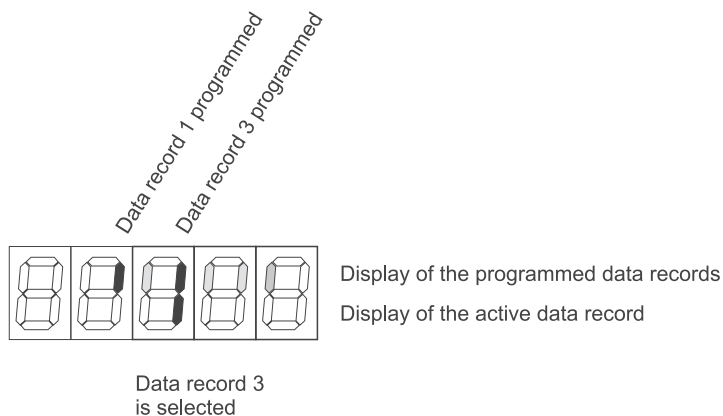 Data record 1 programmed
Data record 3 programmed
Display of the programmed data records
Display of the active data record
Data record 3
is selected